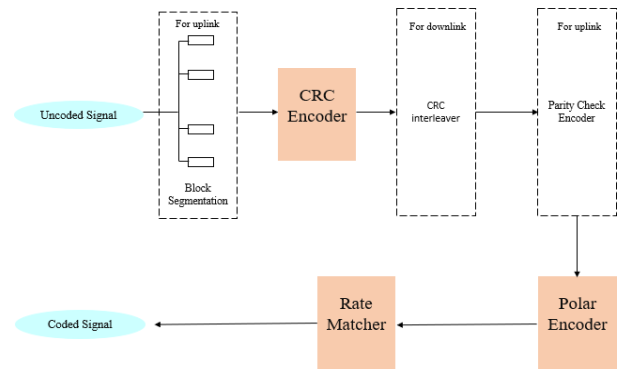 For uplink
Uncoded Signal
Block
Segmentation
CRC
Encoder
For downlink
CRC
interleaver
For uplink
Parity Check
Encoder
Polar
Encoder
Rate
Matcher
Coded Signal